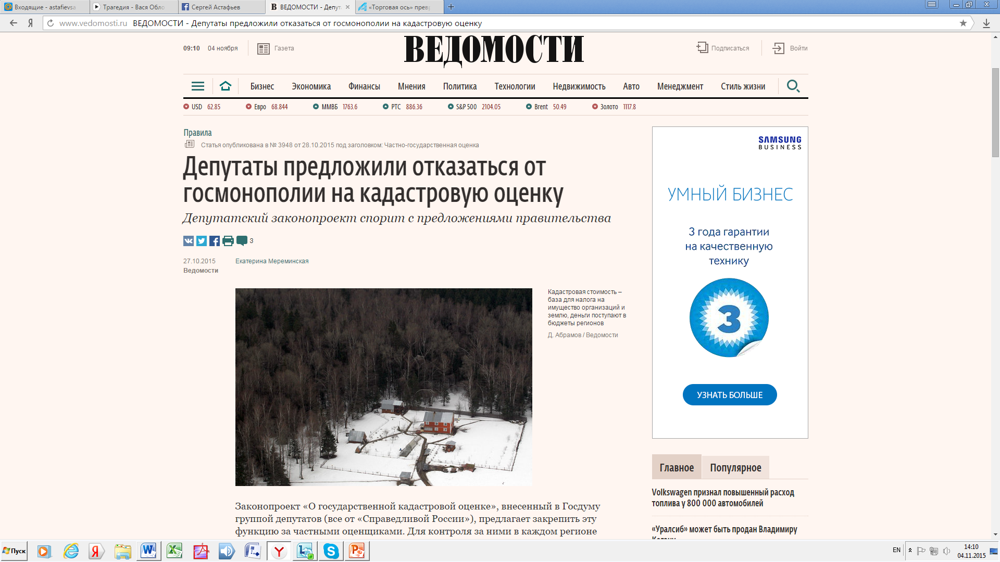 Входящие - astafievsa
Трагедия - Вася Обло
Сергей Астафьев
ВЕДОМОСТИ - Депут
«Торговая ось» прев
www.vedomosti.ru ВЕДОМОСТИ - Депутаты предложили отказаться от госмонополии на кадастровую оценку
09:10 04 ноября Газета
ВЕДОМОСТИ
Подписаться Войти
Бизнес Экономика Финансы Мнения Политика Технологии Недвижимость Авто Менеджмент Стиль жизни
USD 62.85 Евро 68.844 ММВБ 1763.6 РТС 886.36 S&P 500 2104.05 Brent 50.49 Золото 1117.8
Правила
Статья опубликована в № 3948 от 28.10.2015 под заголовком: Частно-государственная оценка
Депутаты предложили отказаться от
госмонополии на кадастровую оценку
Депутатский законопроект спорит с предложениями правительства
3
27.10.2015 Екатерина Мереминская
Ведомости
Кадастровая стоимость –
база для налога на
имущество организаций и
землю, деньги поступают в
бюджеты регионов
Д. Абрамов / Ведомости
Законопроект «О государственной кадастровой оценке», внесенный в Госдуму
группой депутатов (все от «Справедливой России»), предлагает закрепить эту
функцию за частными оценщиками. Для контроля за ними в каждом регионе
SAMSUNG
BUSINESS
УМНЫЙ БИЗНЕС
3 года гарантии
на качественную
технику
3
УЗНАТЬ БОЛЬШЕ
Главное Популярное
Volkswagen признал повышенный расход
топлива у 800 000 автомобилей
«Уралсиб» может быть продан Владимиру
Пуск
EN
14:10
04.11.2015